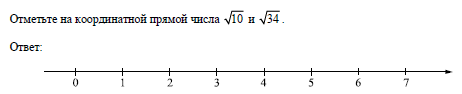 Отметьте на координатной прямой числа √10 и √34 .
Ответ:
0 1 2 3 4 5 6 7